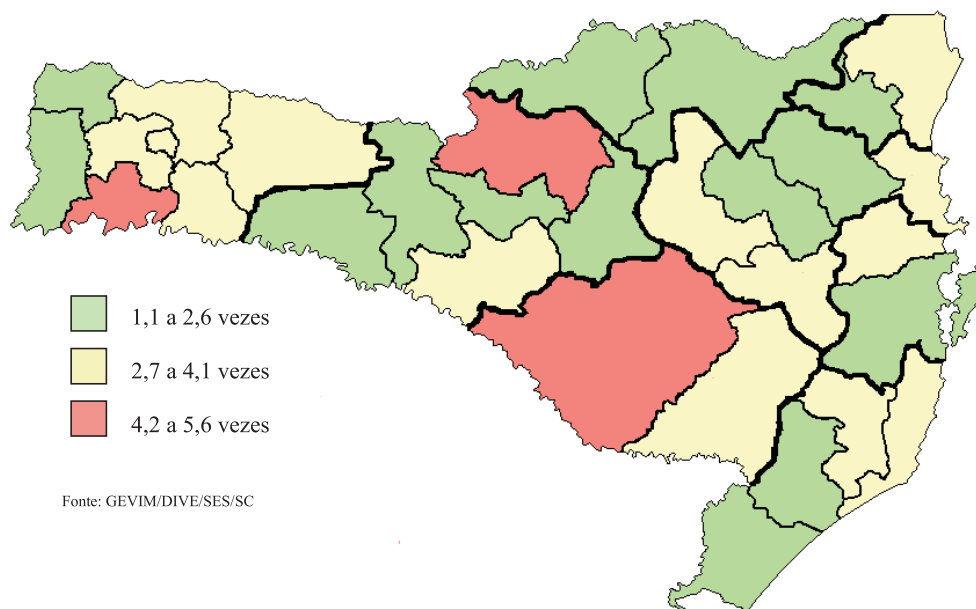 1,1 a 2,6 vezes
2,7 a 4,1 vezes
4,2 a 5,6 vezes
Fonte: GEVIM/DIVE/SES/SC